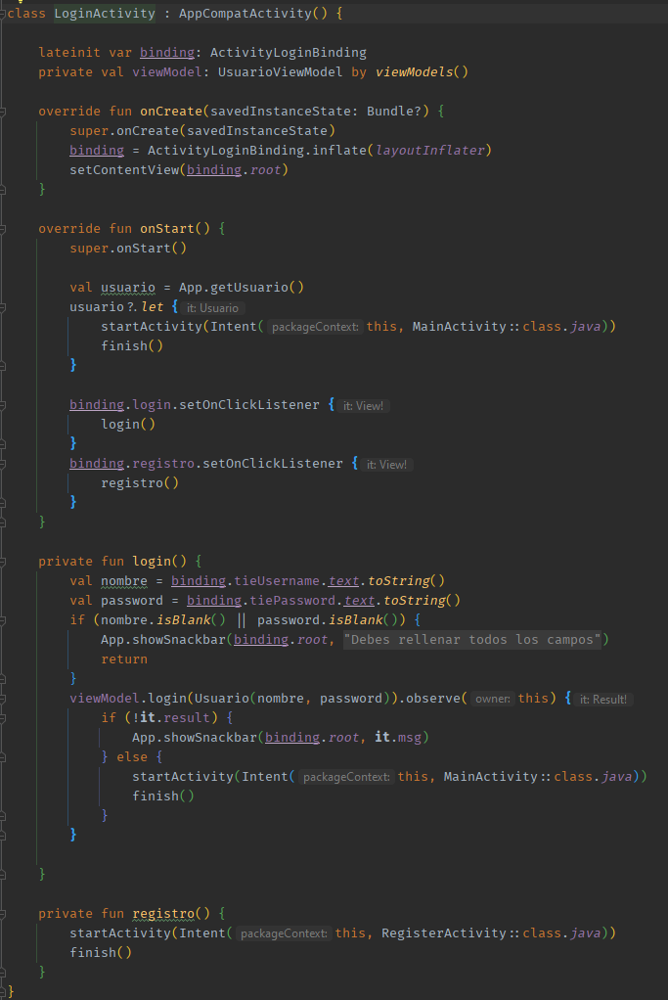 class LoginActivity : AppCompatActivity() {
lateinit var binding: ActivityLoginBinding
private val viewModel: UsuarioViewModel by viewModels()
override fun onCreate(savedInstanceState: Bundle?) {
super.onCreate(savedInstanceState)
binding = ActivityLoginBinding.inflate(layoutInflater)
setContentView(binding.root)
}
override fun onStart() {
super.onStart()
val usuario = App.getUsuario()
usuario?.let { it: Usuario
startActivity(Intent( packageContext: this, MainActivity::class.java))
finish()
}
binding.login.setOnClickListener { it: View!
login()
}
binding.registro.setOnClickListener { it: View!
registro()
}
}
private fun login() {
val nombre = binding.tieUsername.text.toString()
val password = binding.tiePassword.text.toString()
if (nombre.isBlank() || password.isBlank()) {
App.showSnackbar(binding.root, "Debes rellenar todos los campos")
return
}
viewModel.login(Usuario(nombre, password)).observe( owner: this) { it: Result!
if (!it.result) {
App.showSnackbar(binding.root, it.msg)
} else {
startActivity(Intent( packageContext: this, MainActivity::class.java))
finish()
}
}
}
private fun registro() {
startActivity(Intent( packageContext: this, RegisterActivity::class.java))
finish()
}
}